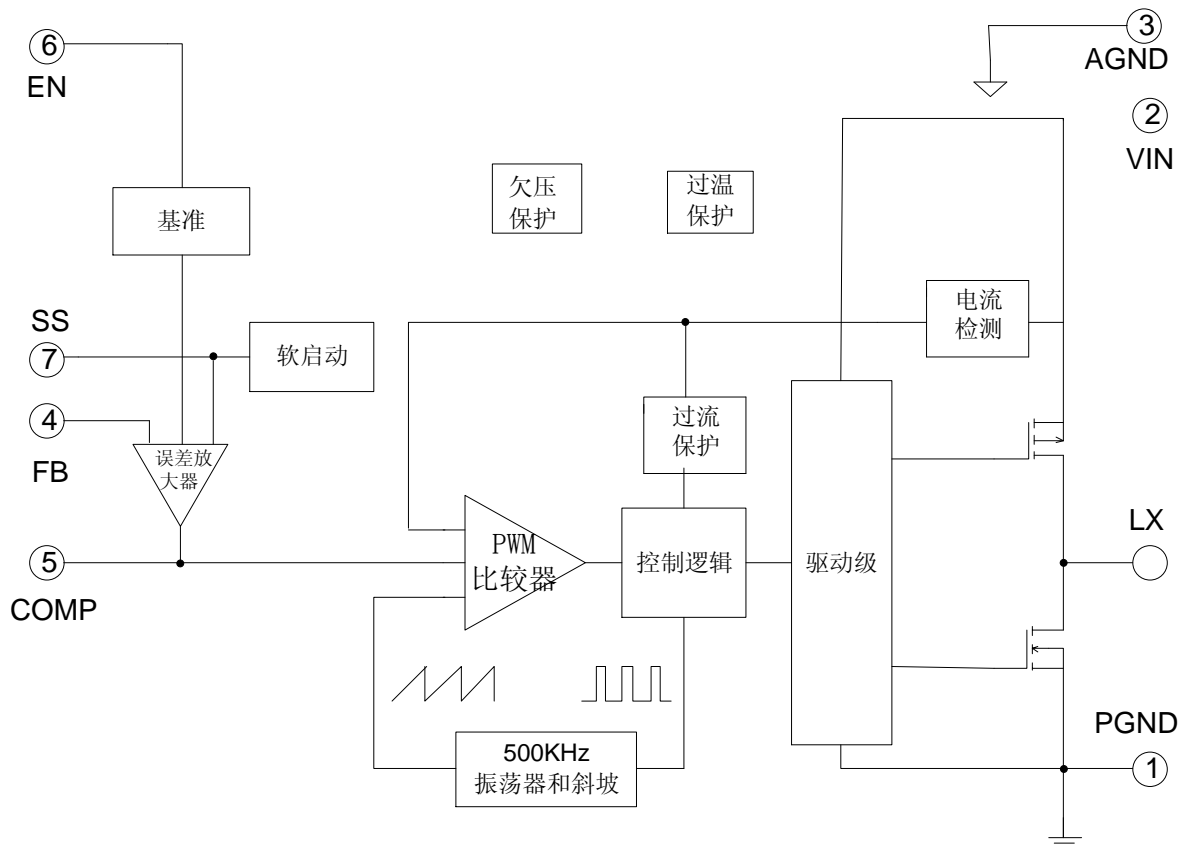 6
EN
3
AGND
2
VIN
欠压
保护
过温
保护
基准
SS
7
软启动
电流
检测
4
FB
误差放
大器
过流
保护
5
COMP
PWM
比较器
控制逻辑
驱动级
LX
500KHz
振荡器和斜坡
PGND
1